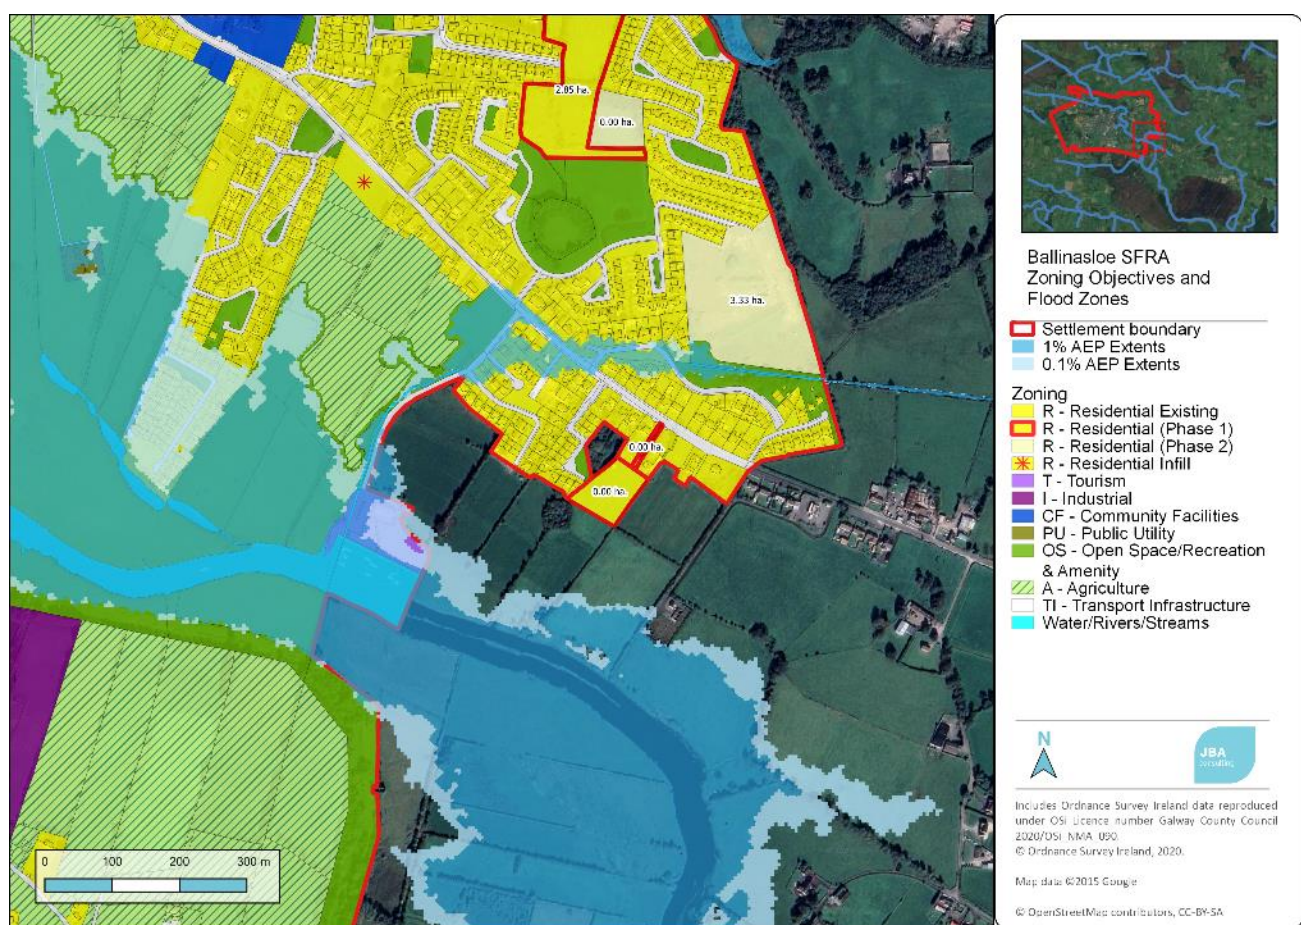 2.85 ha.
0.00 ha.
3.33 ha.
0.00 ha.
0.00 ha.
0 100 200 300 m
Ballinasloe SFRA
Zoning Objectives and
Flood Zones
Settlement boundary
1% AEP Extents
0.1% AEP Extents
Zoning
R - Residential Existing
R - Residential (Phase 1)
R - Residential (Phase 2)
R - Residential Infill
T - Tourism
I - Industrial
CF - Community Facilities
PU - Public Utility
OS - Open Space/Recreation
& Amenity
A - Agriculture
TI - Transport Infrastructure
Water/Rivers/Streams
N
JBA
consulting
Includes Ordnance Survey Ireland data reproduced
under OSi Licence number Galway County Council
2020/OSi_NMA_090.
© Ordnance Survey Ireland, 2020.
Map data ©2015 Google
© OpenStreetMap contributors, CC-BY-SA